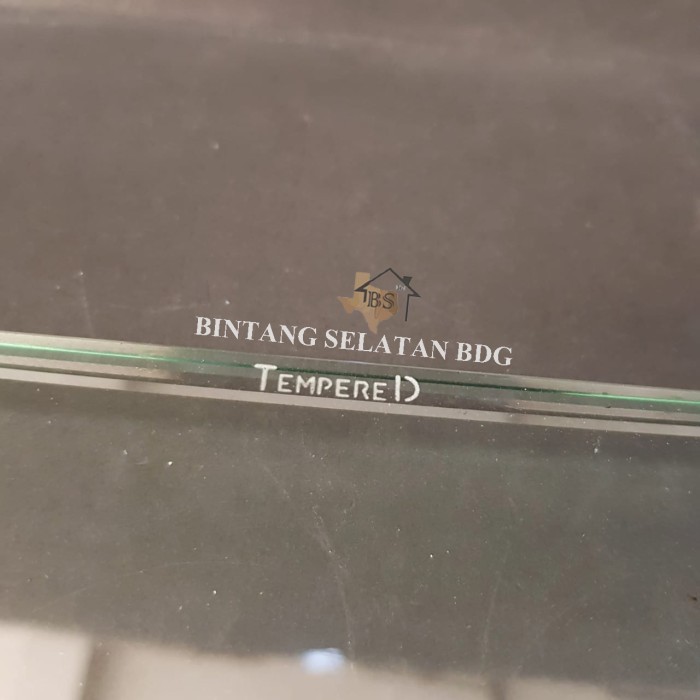 BS
BINTANG SELATAN BDG
TEMPERED